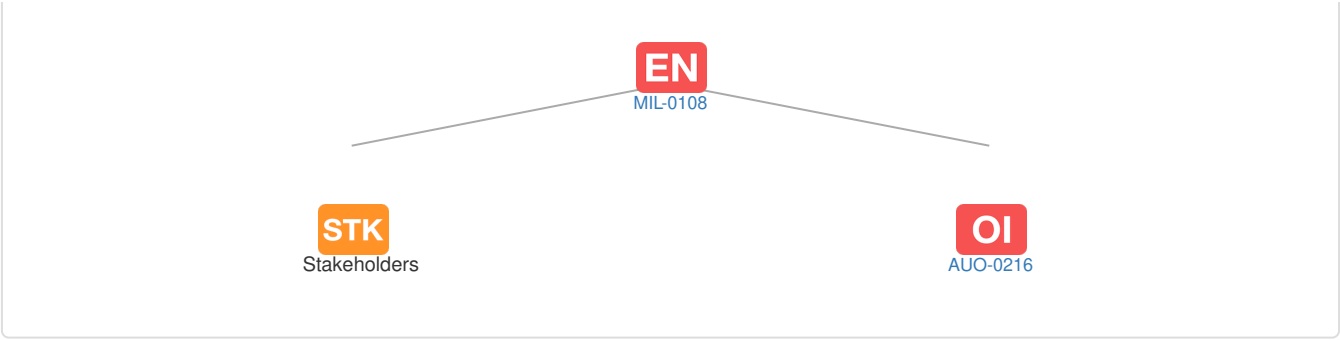 EN
MIL-0108
STK
Stakeholders
OI
AUO-0216